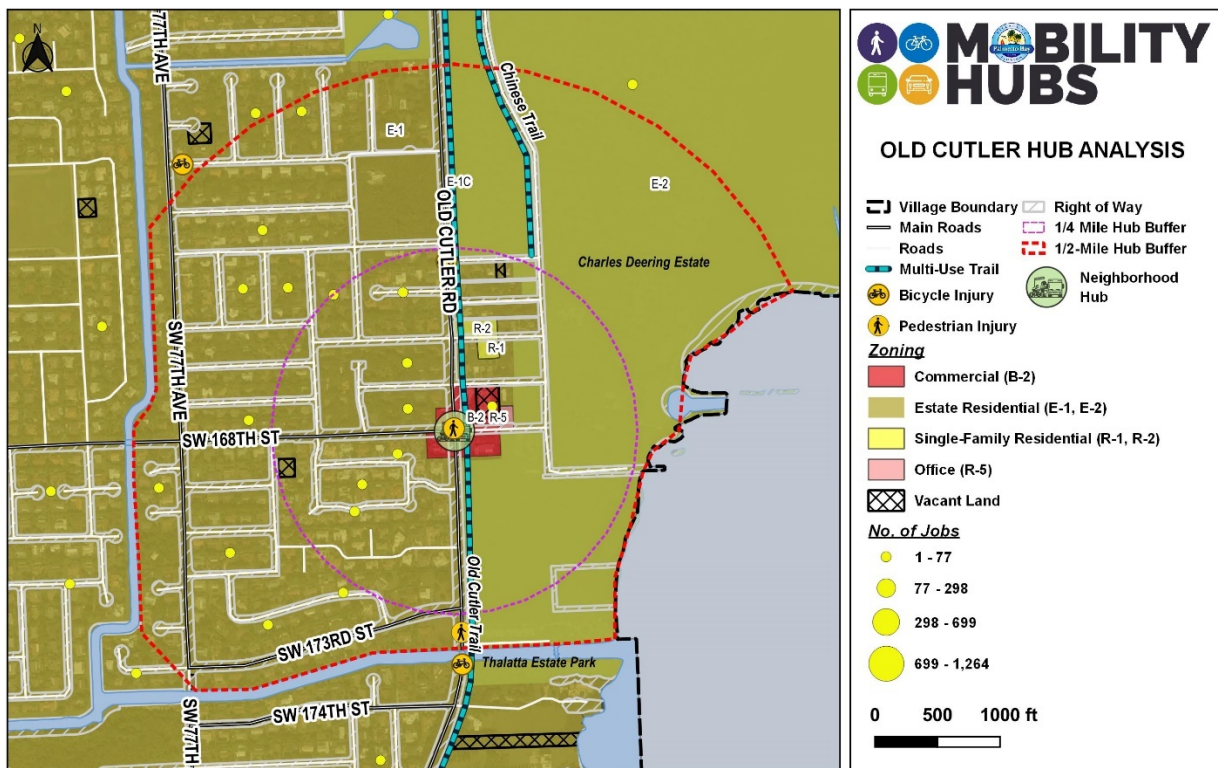 N
77TH AVE
Chinese Trail
E-1
E-1C
E-2
OLD CUTLER RD
Charles Deering Estate
R-2
R-1
SW 77TH AVE
B-2
R-5
SW 168TH ST
Old Cutler Trail
SW 173RD ST
Thalatta Estate Park
SW 174TH ST
SW 77TH
Palmetto Bay
MOBILITY
HUBS
OLD CUTLER HUB ANALYSIS
Village Boundary
Right of Way
Main Roads
1/4 Mile Hub Buffer
Roads
1/2-Mile Hub Buffer
Multi-Use Trail
Bicycle Injury
Neighborhood
Hub
Pedestrian Injury
Zoning
Commercial (B-2)
Estate Residential (E-1, E-2)
Single-Family Residential (R-1, R-2)
Office (R-5)
Vacant Land
No. of Jobs
1 - 77
77 - 298
298 - 699
699 - 1,264
0 500 1000 ft